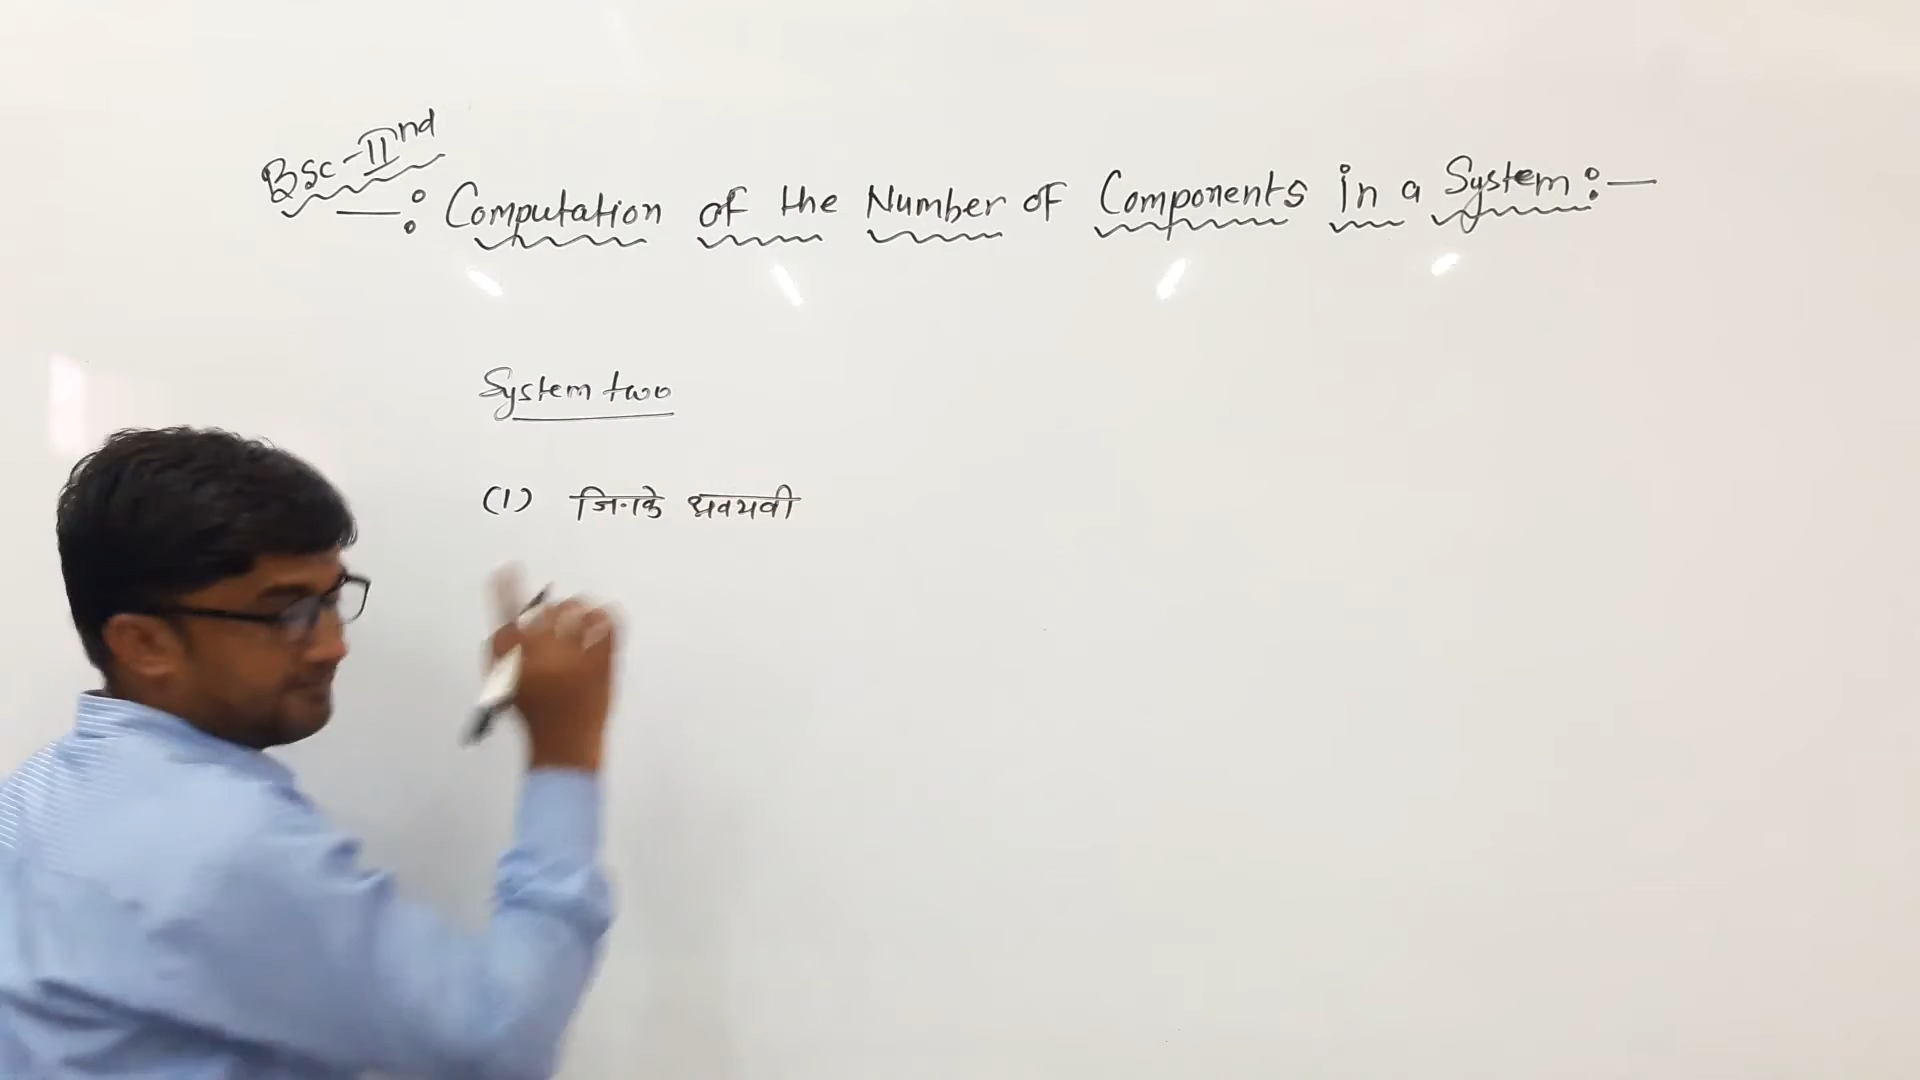 BSc-IInd
Computation of the Number of Components in a System:-
System two
(1) जिनके अवयवी